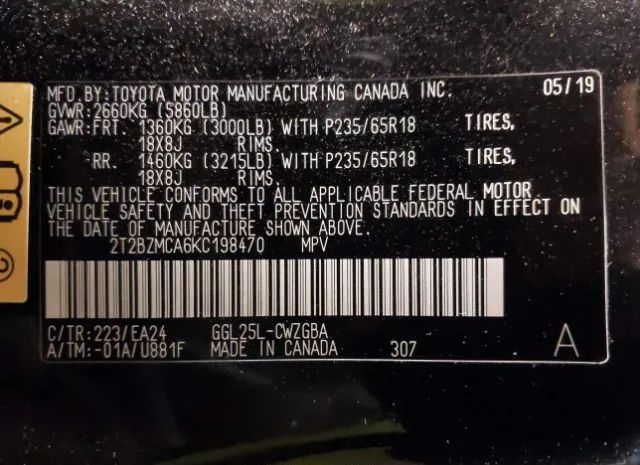 MFD. BY: TOYOTA MOTOR MANUFACTURING CANADA INC. 05/19
GVWR: 2660KG (5860LB)
GAWR: FRT 1360KG (3000LB) WITH P235/65R18 TIRES,
18X8J RIMS.
RR. 1460KG (3215LB) WITH P235/65R18 TIRES,
18X8J RIMS.
THIS VEHICLE CONFORMS TO ALL APPLICABLE FEDERAL MOTOR
VEHICLE SAFETY AND THEFT PREVENTION STANDARDS IN EFFECT ON
THE DATE OF MANUFACTURE SHOWN ABOVE.
2T2BZMCA6KC198470 MPV
C/TR: 223/EA24 GGL25L-CWZGBA
A/TM: -01A/U881F MADE IN CANADA 307 A